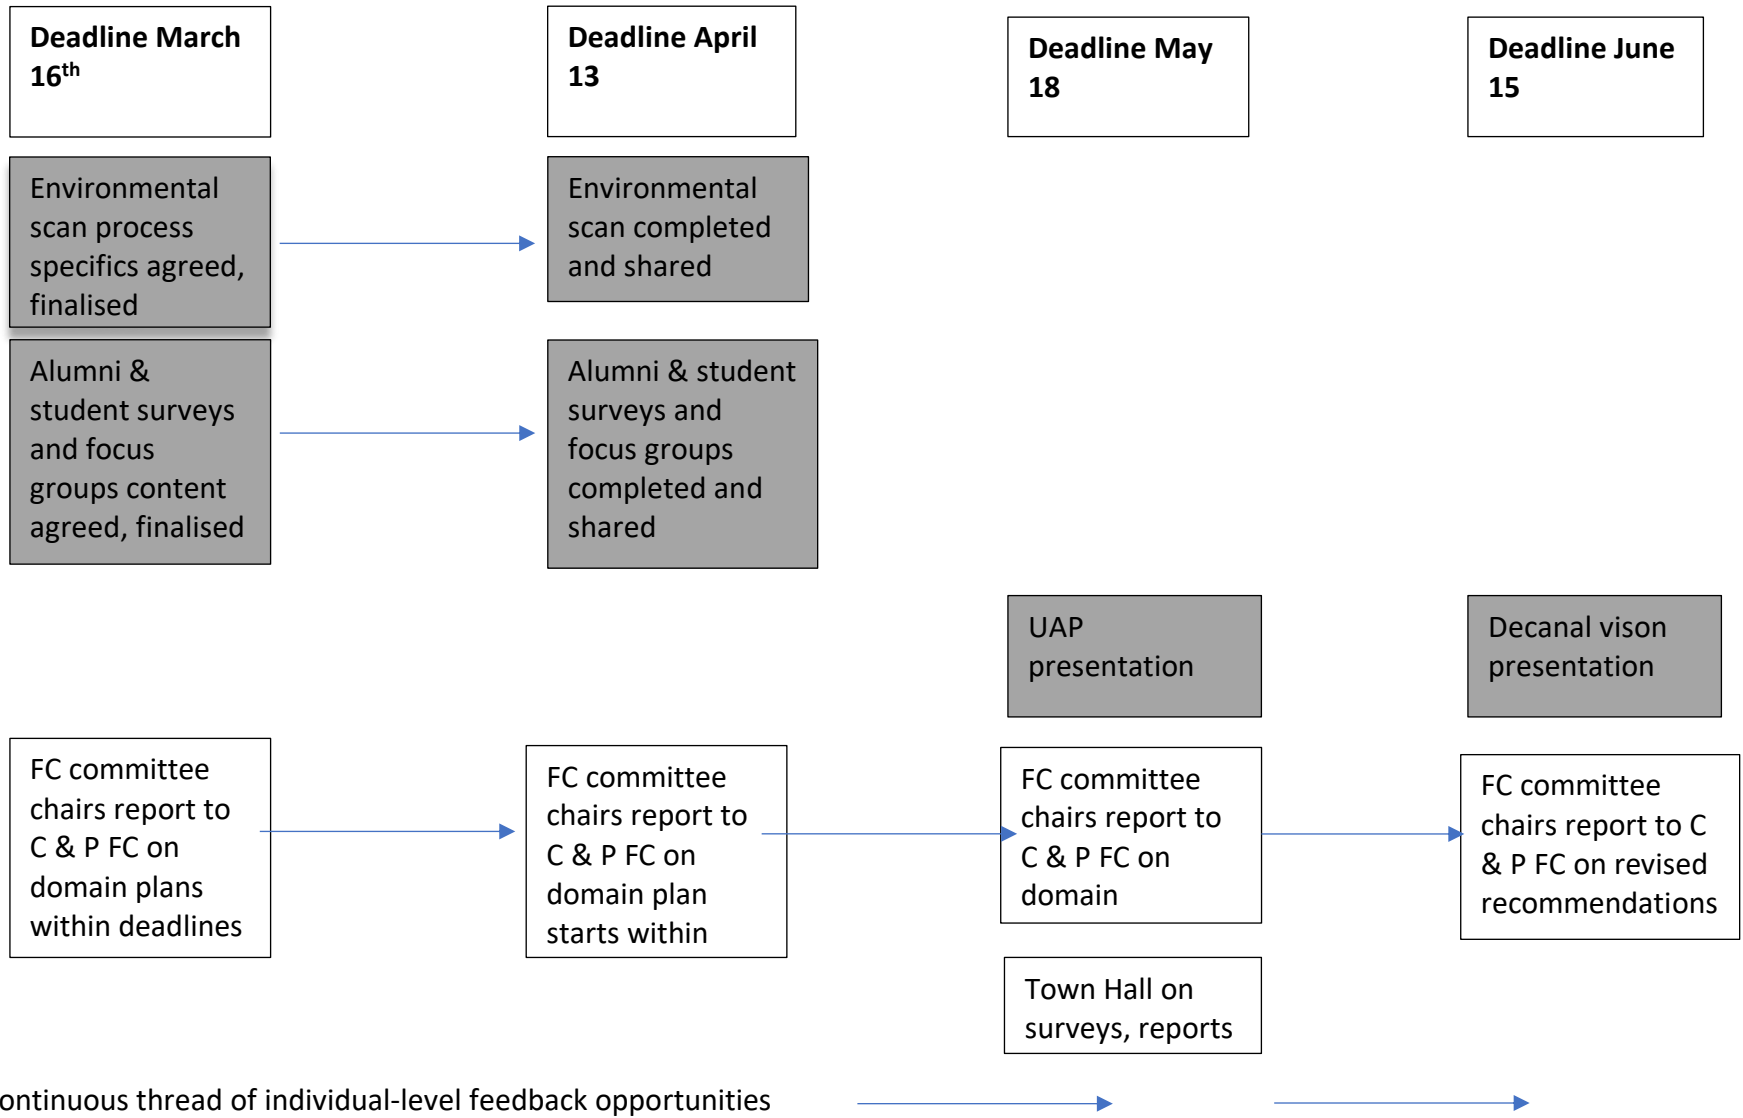 Deadline March
16th
Deadline April
13
Deadline May
18
Deadline June
15
Environmental
scan process
specifics agreed,
finalised
Environmental
scan completed
and shared
Alumni &
student surveys
and focus
groups content
agreed, finalised
Alumni & student
surveys and
focus groups
completed and
shared
UAP
presentation
Decanal vison
presentation
FC committee
chairs report to
C & P FC on
domain plans
within deadlines
FC committee
chairs report to
C & P FC on
domain plan
starts within
FC committee
chairs report to
C & P FC on
domain
FC committee
chairs report to C
& P FC on revised
recommendations
Town Hall on
surveys, reports
ontinuous thread of individual-level feedback opportunities